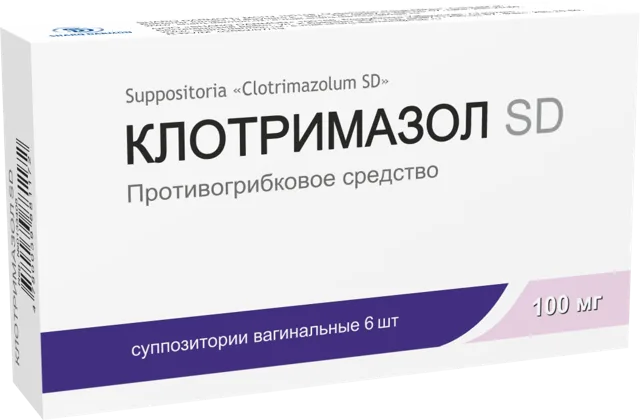 Suppositoria «Clotrimazolum SD»
КЛОТРИМАЗОЛ SD
Противогрибковое средство
суппозитории вагинальные 6 шт
100 мг
КЛОТРИМАЗОЛ SD